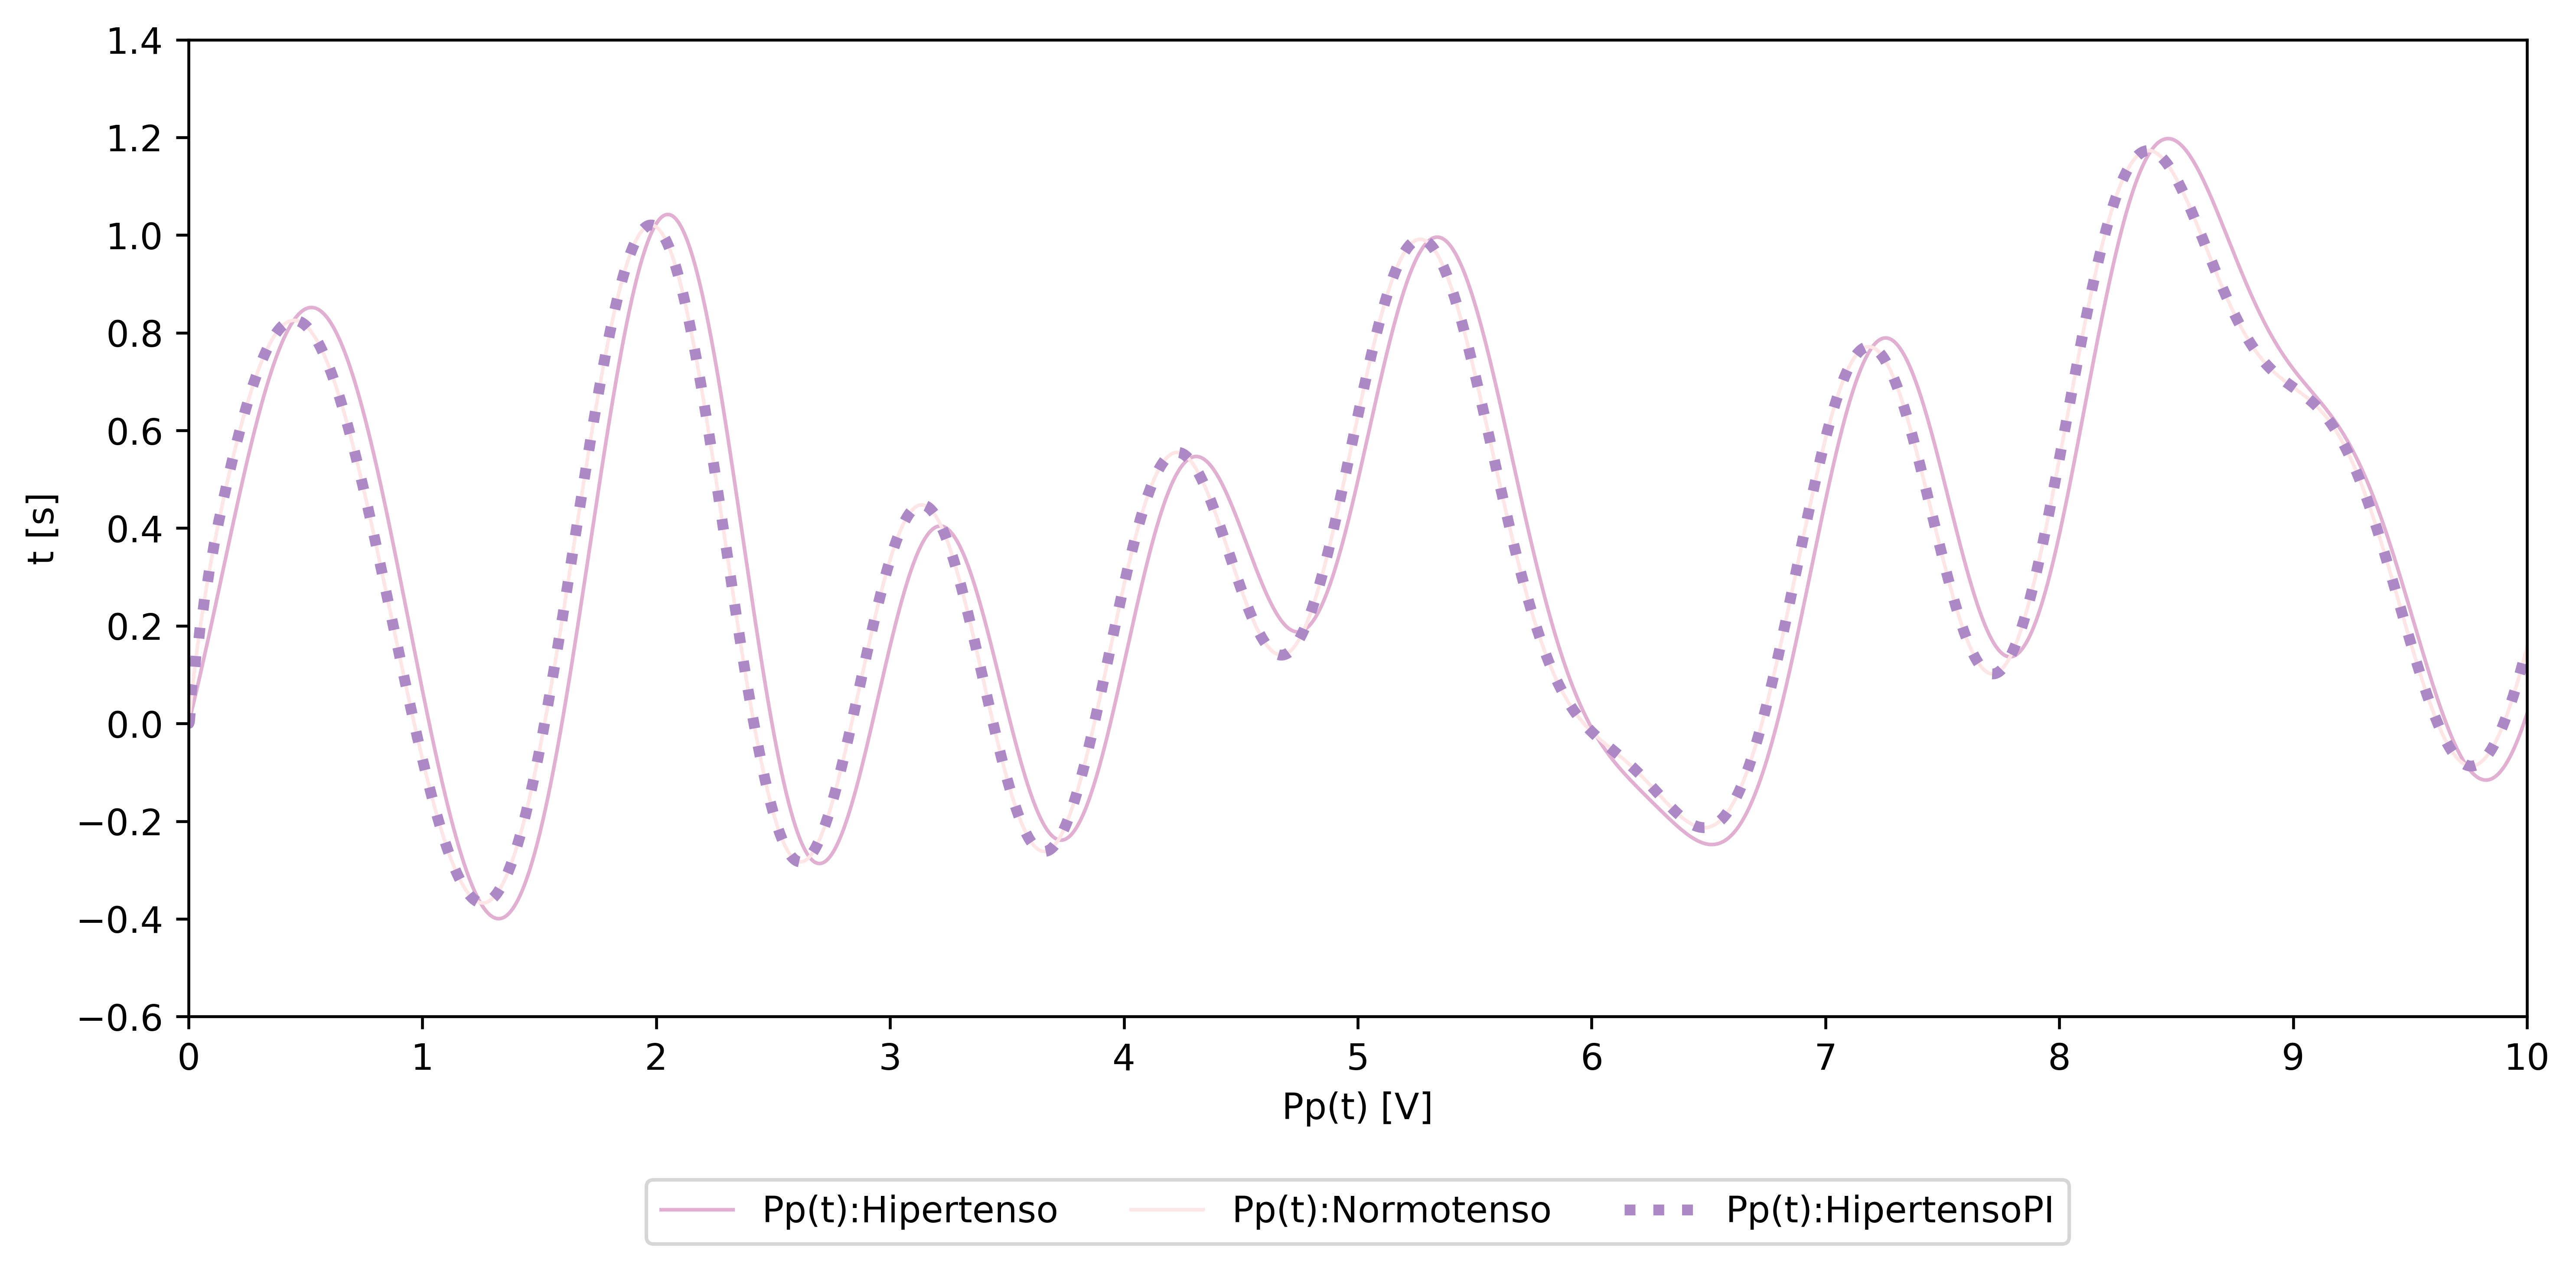 1.4
1.2
1.0
0.8
0.6
0.4
0.2
0.0
−0.2
−0.4
−0.6
t [s]
0 1 2 3 4 5 6 7 8 9 10
Pp(t) [V]
Pp(t):Hipertenso Pp(t):Normotenso Pp(t):HipertensoPI